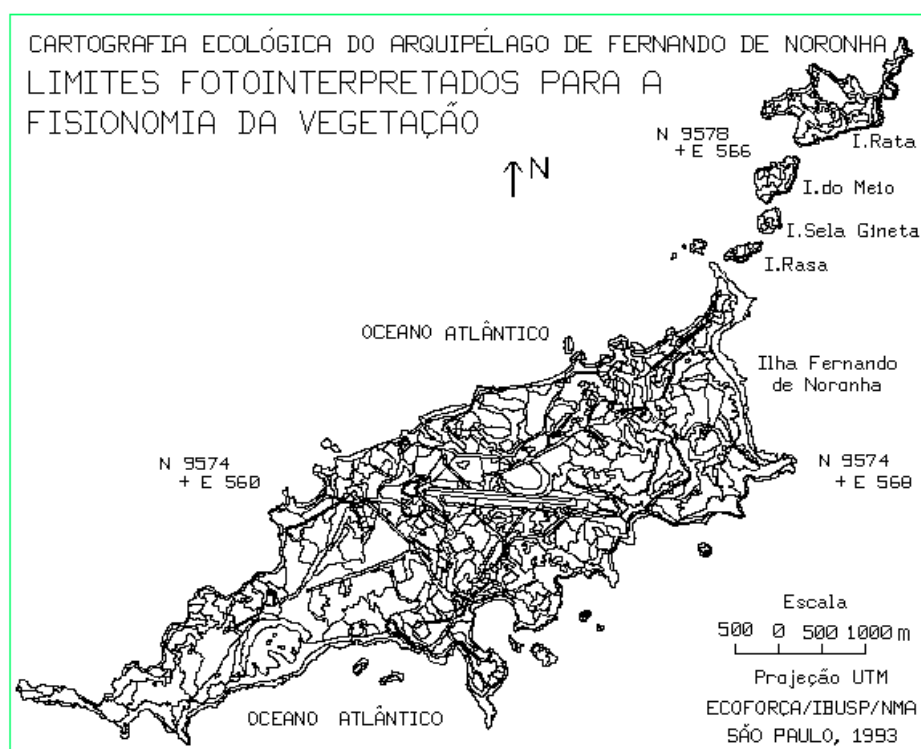 CARTOGRAFIA ECOLÓGICA DO ARQUIPÉLAGO DE FERNANDO DE NORONHA
LIMITES FOTOINTERPRETADOS PARA A
FISIONOMIA DA VEGETAÇÃO
N 9578
+ E 566
I.Rata
N
I.do Meio
I.Sela Gineta
I.Rasa
OCEANO ATLÂNTICO
Ilha Fernando
de Noronha
N 9574
+ E 560
N 9574
+ E 568
Escala
500 0 500 1000 m
Projeção UTM
OCEANO ATLÂNTICO
ECOFORÇA/IBUSP/NMA
SÃO PAULO, 1993